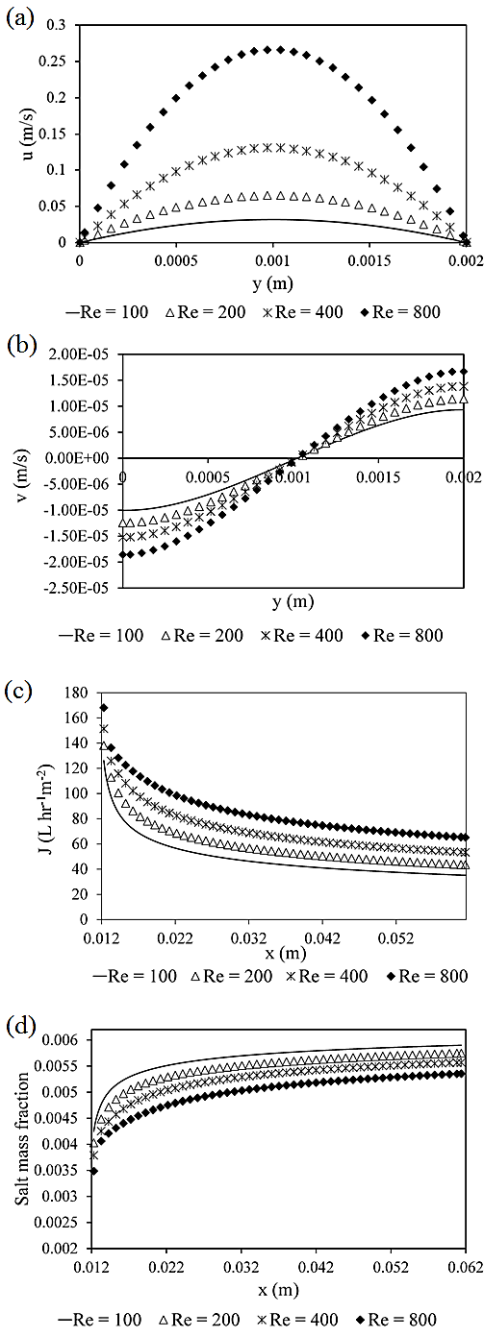 (a)
0.3
0.25
0.2
0.15
0.1
0.05
0
u (m/s)
0 0.0005 0.001 0.0015 0.002
y (m)
—Re = 100 △ Re = 200 ✳ Re = 400 ◆ Re = 800
(b)
2.00E-05
1.50E-05
1.00E-05
5.00E-06
0.00E+00
-5.00E-06
-1.00E-05
-1.50E-05
-2.00E-05
-2.50E-05
v (m/s)
0 0.0005 0.001 0.0015 0.002
y (m)
—Re = 100 △ Re = 200 ✳ Re = 400 ◆ Re = 800
(c)
180
160
140
120
100
80
60
40
20
0
J (L hr⁻¹m⁻²)
0.012 0.022 0.032 0.042 0.052
x (m)
—Re = 100 △ Re = 200 ✳ Re = 400 ◆ Re = 800
(d)
0.006
0.0055
0.005
0.0045
0.004
0.0035
0.003
0.0025
0.002
Salt mass fraction
0.012 0.022 0.032 0.042 0.052 0.062
x (m)
—Re = 100 △ Re = 200 ✳ Re = 400 ◆ Re = 800